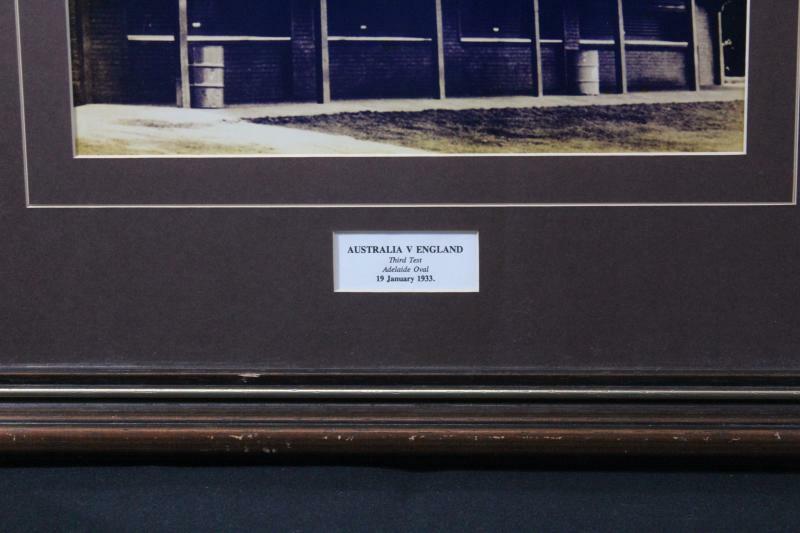 AUSTRALIA V ENGLAND
Third Test
Adelaide Oval
19 January 1933.